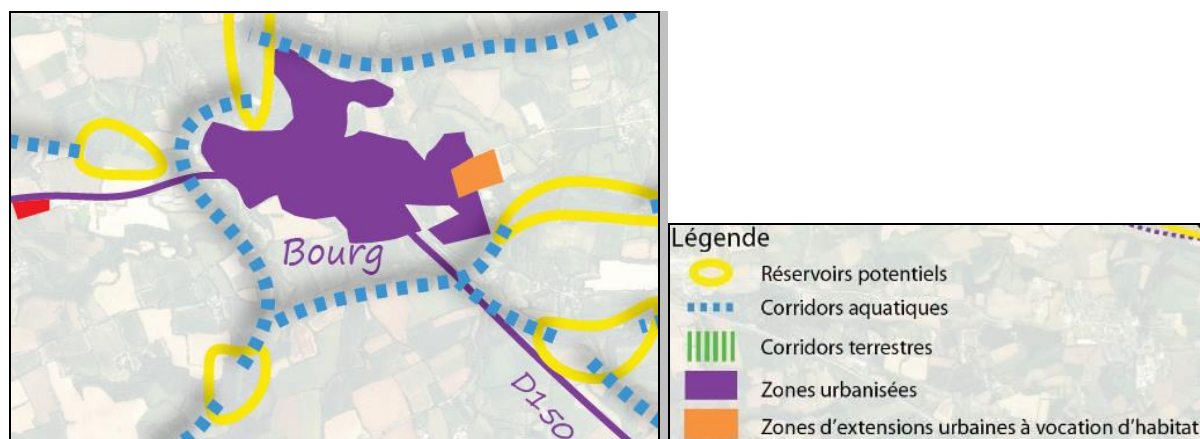 Bourg
D150
Légende
Réservoirs potentiels
Corridors aquatiques
Corridors terrestres
Zones urbanisées
Zones d'extensions urbaines à vocation d'habitat